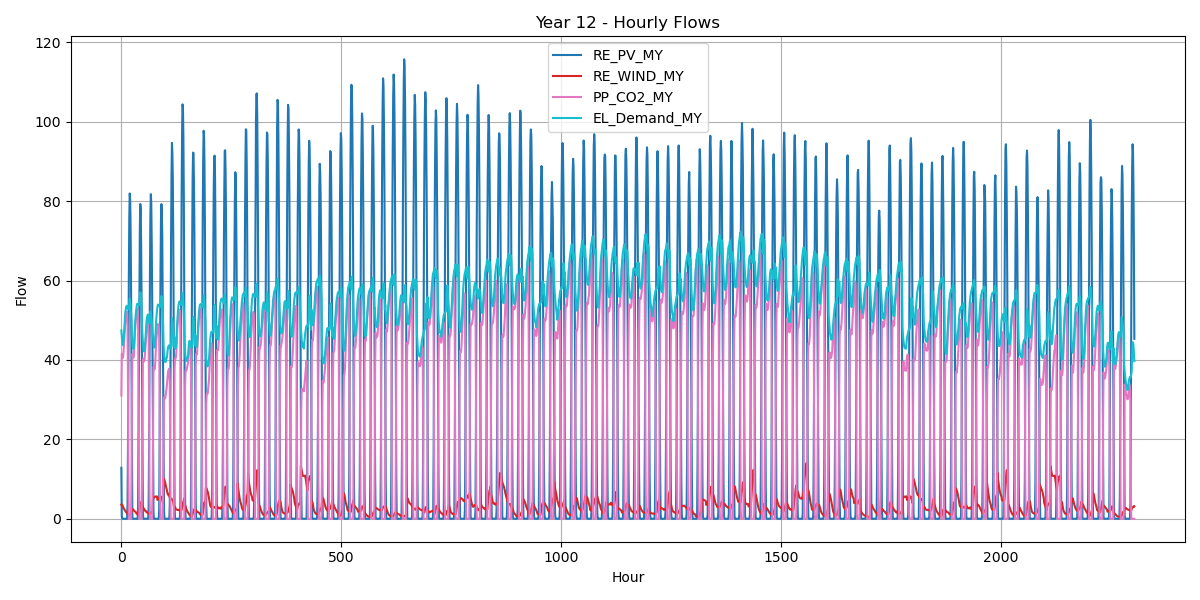 Year 12 - Hourly Flows
RE_PV_MY
RE_WIND_MY
PP_CO2_MY
EL_Demand_MY
120
100
80
60
40
20
0
Flow
0 500 1000 1500 2000
Hour